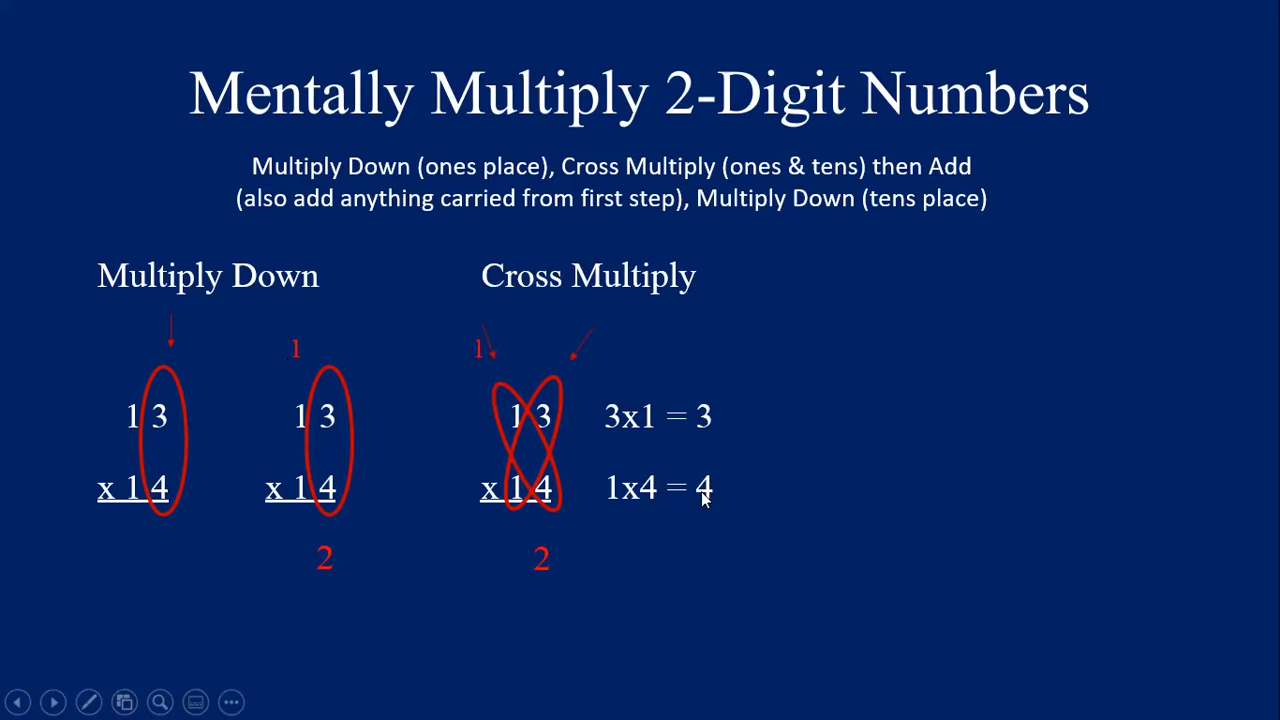 Mentally Multiply 2-Digit Numbers
Multiply Down (ones place), Cross Multiply (ones & tens) then Add
(also add anything carried from first step), Multiply Down (tens place)
Multiply Down
Cross Multiply
1 1
1 3 1 3 1 3 3x1 = 3
x 1 4 x 1 4 x 1 4 1x4 = 4
2 2